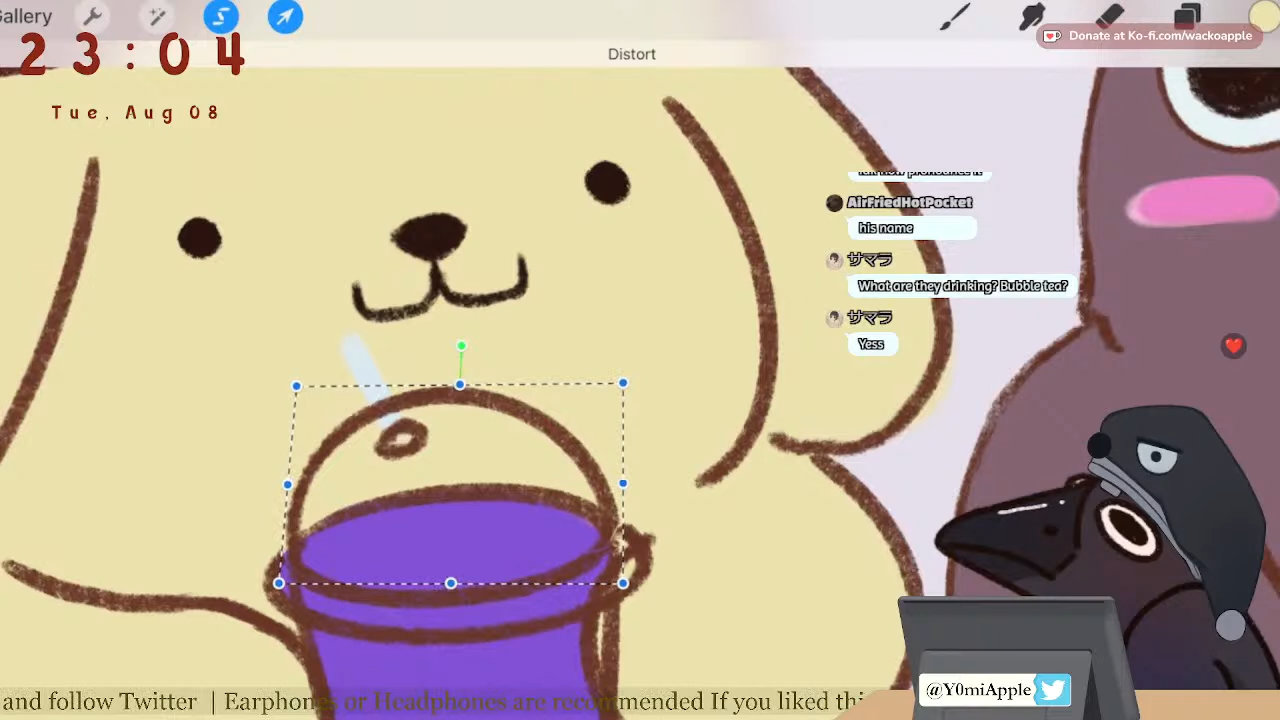 Gallery
Distort
23:04
Tue, Aug 08
Donate at Ko-fi.com/wackoapple
AirFriedHotPocket
his name
サマラ
What are they drinking? Bubble tea?
サマラ
Yess
@Y0miApple
and follow Twitter | Earphones or Headphones are recommended If you liked